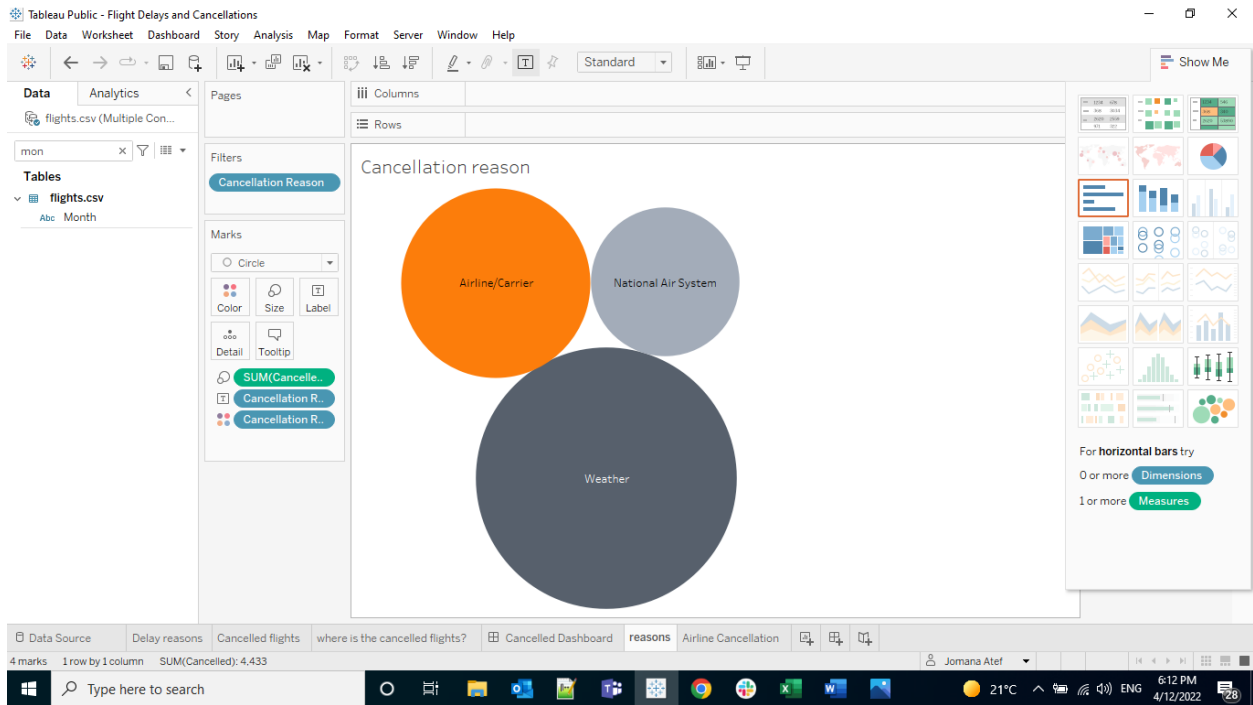 Tableau Public - Flight Delays and Cancellations
File Data Worksheet Dashboard Story Analysis Map Format Server Window Help
Standard
Show Me
Data Analytics
flights.csv (Multiple Con...
mon
Tables
flights.csv
Abc Month
Pages
Filters
Cancellation Reason
Marks
Circle
Color Size Label
Detail Tooltip
SUM(Cancelle..
Cancellation R..
Cancellation R..
Columns
Rows
Cancellation reason
Airline/Carrier
National Air System
Weather
For horizontal bars try
0 or more Dimensions
1 or more Measures
Data Source Delay reasons Cancelled flights where is the cancelled flights? Cancelled Dashboard reasons Airline Cancellation
4 marks 1 row by 1 column SUM(Cancelled): 4,433
Jomana Atef
Type here to search
21°C ENG
6:12 PM
4/12/2022
28